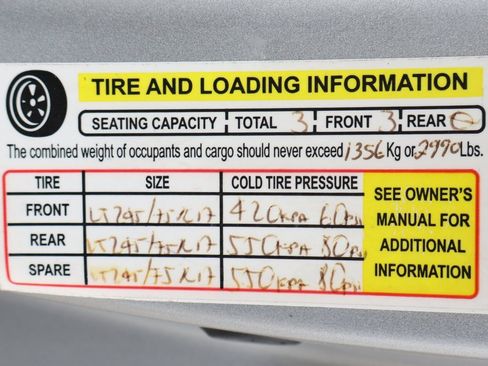 TIRE AND LOADING INFORMATION
SEATING CAPACITY TOTAL 3 FRONT 3 REAR 0
The combined weight of occupants and cargo should never exceed 1356 Kg or 2990 Lbs.
TIRE SIZE COLD TIRE PRESSURE
FRONT LT245/75R17 420KPA 60PSI
REAR LT245/75R17 550KPA 80PSI
SPARE LT245/75R17 550KPA 80PSI
SEE OWNER'S
MANUAL FOR
ADDITIONAL
INFORMATION